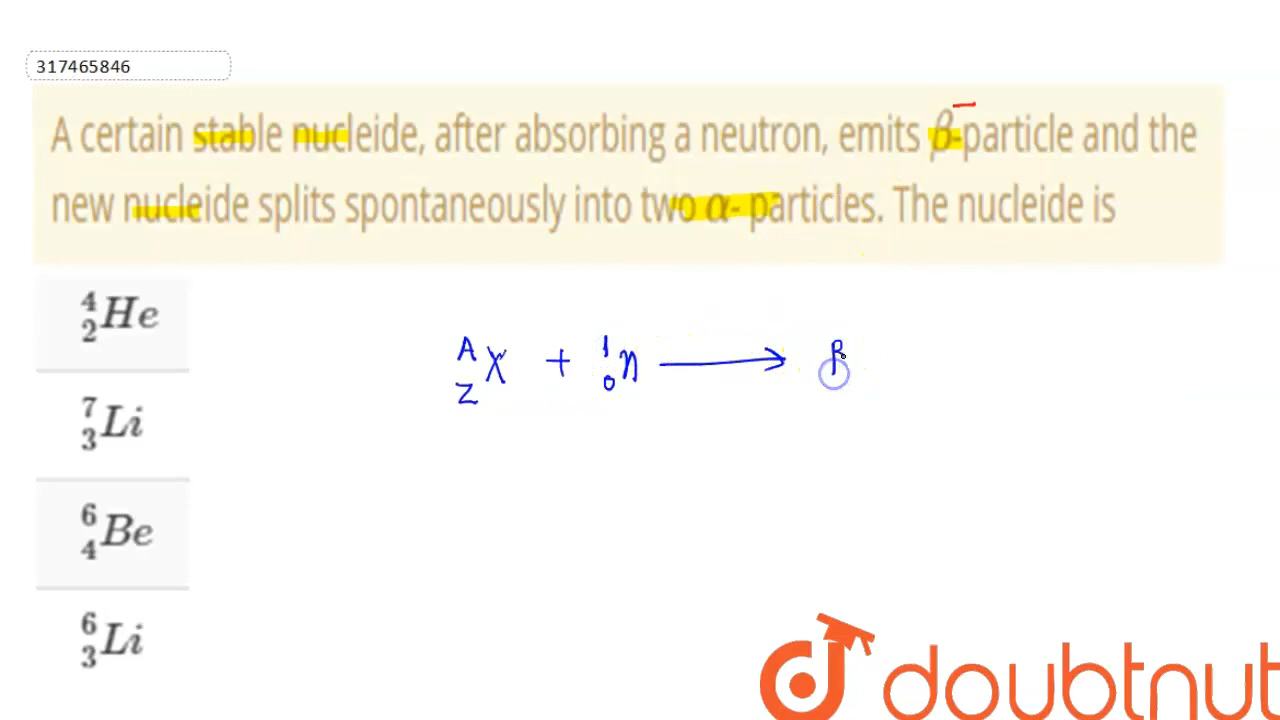 317465846
A certain stable nucleide, after absorbing a neutron, emits β-particle and the
new nucleide splits spontaneously into two α- particles. The nucleide is
⁴₂He
⁷₃Li
⁶₄Be
⁶₃Li
ᴬ_Z X + ¹₀n ⟶ β
doubtnut